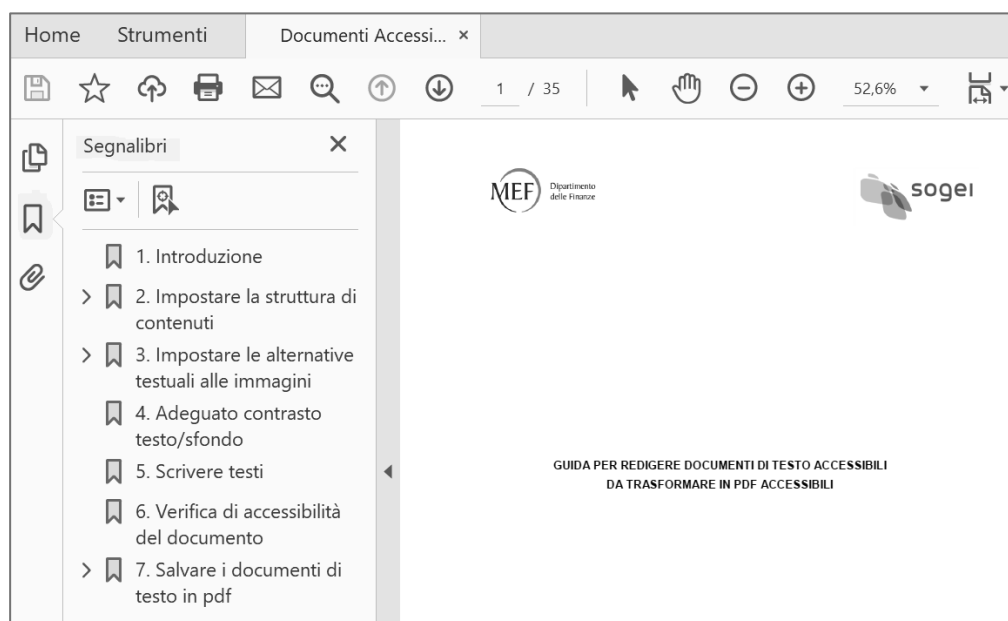 Home Strumenti Documenti Accessi... ×
1 / 35 52,6%
Segnalibri
1. Introduzione
2. Impostare la struttura di
contenuti
3. Impostare le alternative
testuali alle immagini
4. Adeguato contrasto
testo/sfondo
5. Scrivere testi
6. Verifica di accessibilità
del documento
7. Salvare i documenti di
testo in pdf
MEF Dipartimento
delle Finanze
sogei
GUIDA PER REDIGERE DOCUMENTI DI TESTO ACCESSIBILI
DA TRASFORMARE IN PDF ACCESSIBILI